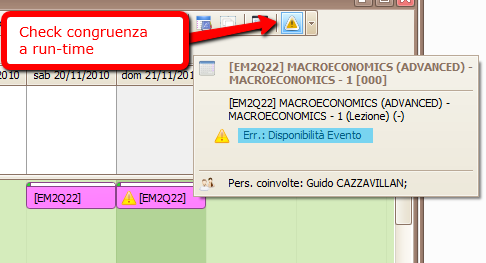 Check congruenza
a run-time
2010
sab 20/11/2010
dom 21/11/2010
[EM2Q22] MACROECONOMICS (ADVANCED) -
MACROECONOMICS - 1 [000]
[EM2Q22] MACROECONOMICS (ADVANCED) -
MACROECONOMICS - 1 (Lezione) (-)
Err.: Disponibilità Evento
Pers. coinvolte: Guido CAZZAVILLAN;
[EM2Q22]
[EM2Q22]